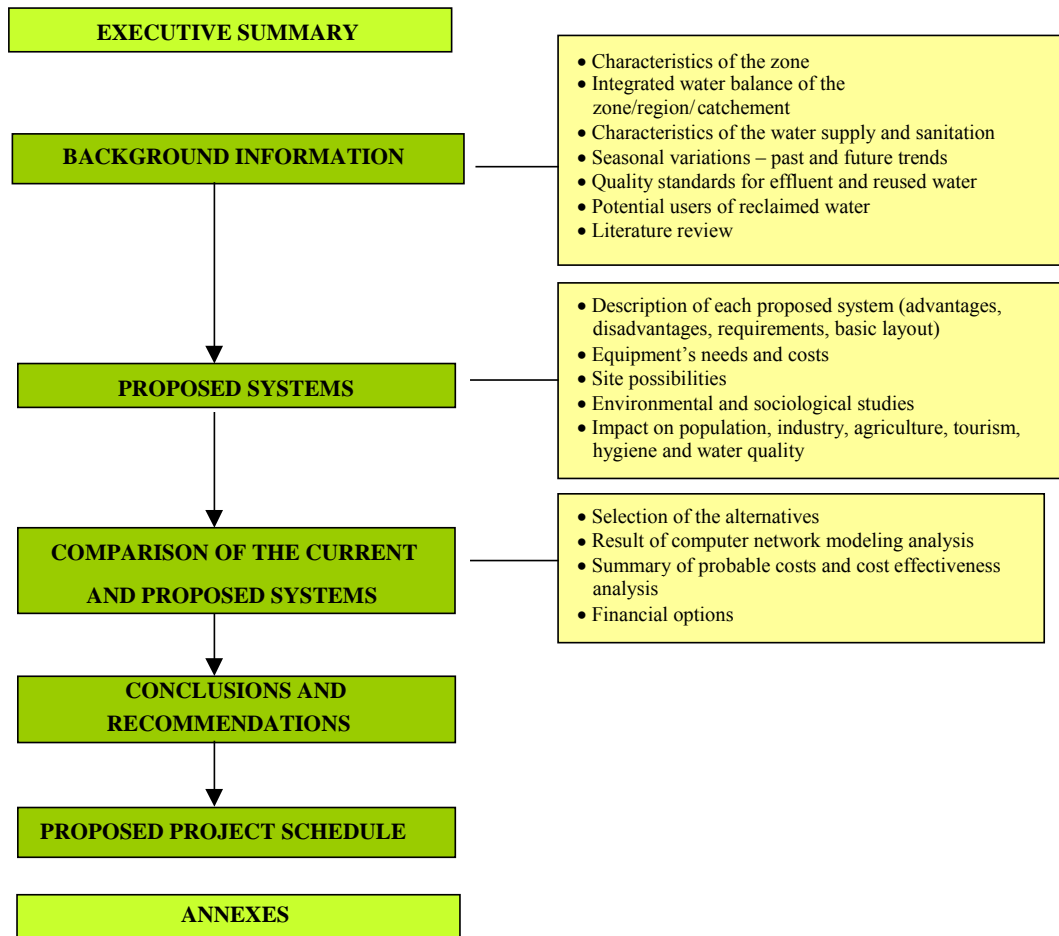 EXECUTIVE SUMMARY
BACKGROUND INFORMATION
• Characteristics of the zone
• Integrated water balance of the
zone/region/catchement
• Characteristics of the water supply and sanitation
• Seasonal variations – past and future trends
• Quality standards for effluent and reused water
• Potential users of reclaimed water
• Literature review
PROPOSED SYSTEMS
• Description of each proposed system (advantages,
disadvantages, requirements, basic layout)
• Equipment’s needs and costs
• Site possibilities
• Environmental and sociological studies
• Impact on population, industry, agriculture, tourism,
hygiene and water quality
COMPARISON OF THE CURRENT
AND PROPOSED SYSTEMS
• Selection of the alternatives
• Result of computer network modeling analysis
• Summary of probable costs and cost effectiveness
analysis
• Financial options
CONCLUSIONS AND
RECOMMENDATIONS
PROPOSED PROJECT SCHEDULE
ANNEXES